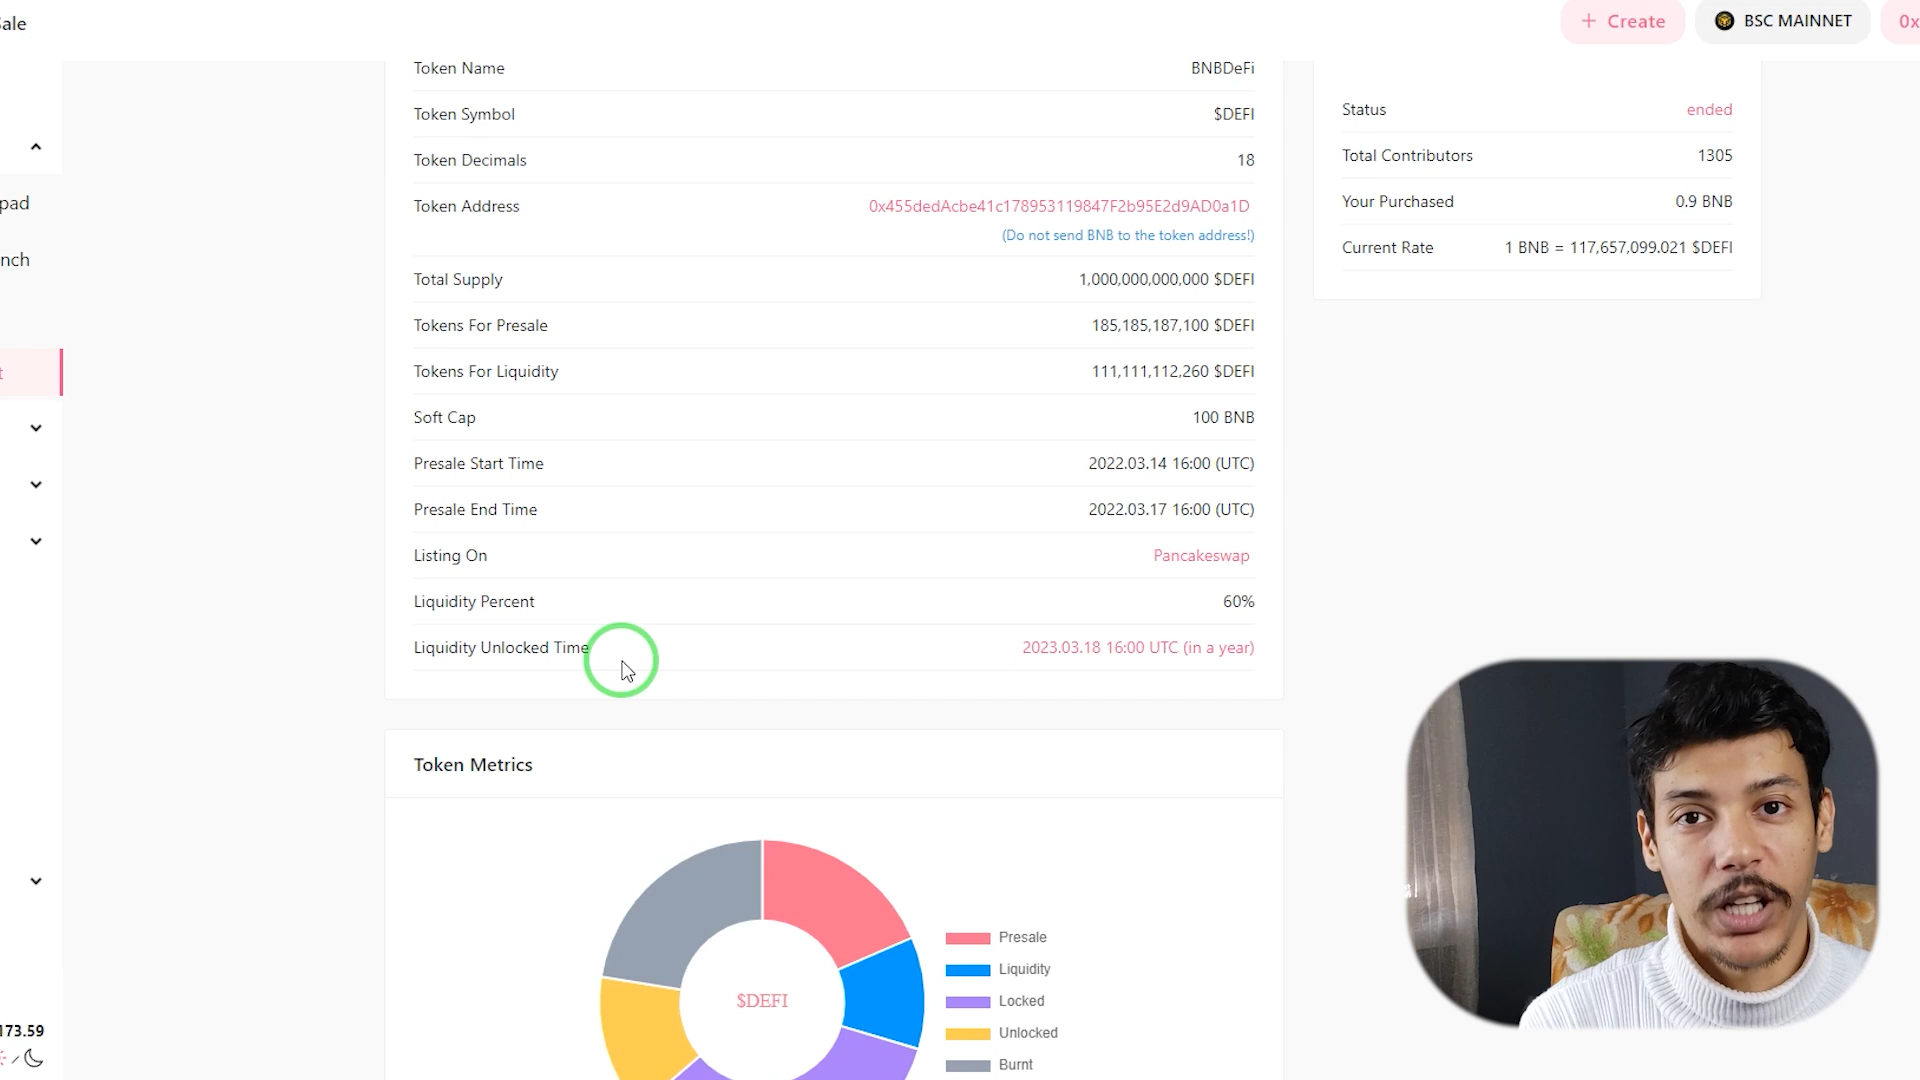 ale
+ Create
BSC MAINNET
0x
pad
nch
t
173.59
Token Name BNBDeFi
Token Symbol $DEFI
Token Decimals 18
Token Address 0x455dedAcbe41c178953119847F2b95E2d9AD0a1D
(Do not send BNB to the token address!)
Total Supply 1,000,000,000,000 $DEFI
Tokens For Presale 185,185,187,100 $DEFI
Tokens For Liquidity 111,111,112,260 $DEFI
Soft Cap 100 BNB
Presale Start Time 2022.03.14 16:00 (UTC)
Presale End Time 2022.03.17 16:00 (UTC)
Listing On Pancakeswap
Liquidity Percent 60%
Liquidity Unlocked Time 2023.03.18 16:00 UTC (in a year)
Token Metrics
$DEFI
Presale
Liquidity
Locked
Unlocked
Burnt
Status ended
Total Contributors 1305
Your Purchased 0.9 BNB
Current Rate 1 BNB = 117,657,099.021 $DEFI